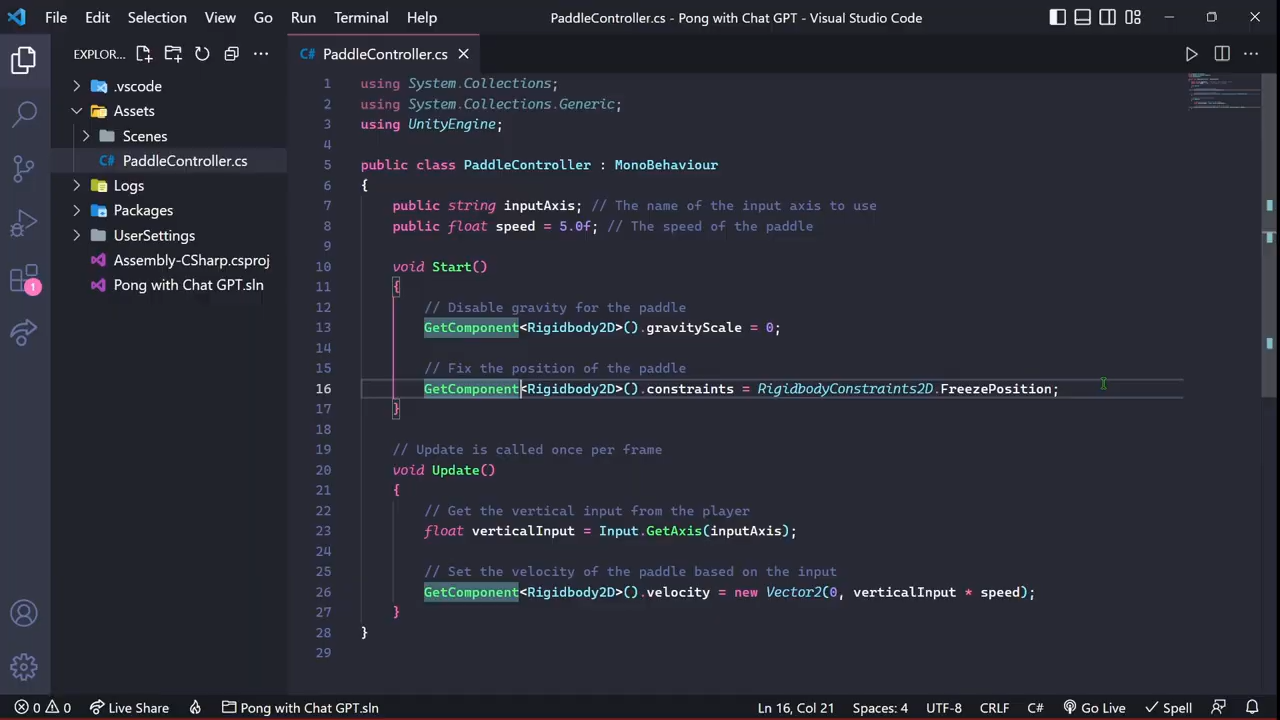 File Edit Selection View Go Run Terminal Help
PaddleController.cs - Pong with Chat GPT - Visual Studio Code
EXPLOR...
.vscode
Assets
Scenes
C# PaddleController.cs
Logs
Packages
UserSettings
Assembly-CSharp.csproj
Pong with Chat GPT.sln
1
C# PaddleController.cs
1 using System.Collections;
2 using System.Collections.Generic;
3 using UnityEngine;
4
5 public class PaddleController : MonoBehaviour
6 {
7 public string inputAxis; // The name of the input axis to use
8 public float speed = 5.0f; // The speed of the paddle
9
10 void Start()
11 {
12 // Disable gravity for the paddle
13 GetComponent<Rigidbody2D>().gravityScale = 0;
14
15 // Fix the position of the paddle
16 GetComponent<Rigidbody2D>().constraints = RigidbodyConstraints2D.FreezePosition;
17 }
18
19 // Update is called once per frame
20 void Update()
21 {
22 // Get the vertical input from the player
23 float verticalInput = Input.GetAxis(inputAxis);
24
25 // Set the velocity of the paddle based on the input
26 GetComponent<Rigidbody2D>().velocity = new Vector2(0, verticalInput * speed);
27 }
28 }
29
0 0 Live Share Pong with Chat GPT.sln Ln 16, Col 21 Spaces: 4 UTF-8 CRLF C# Go Live Spell